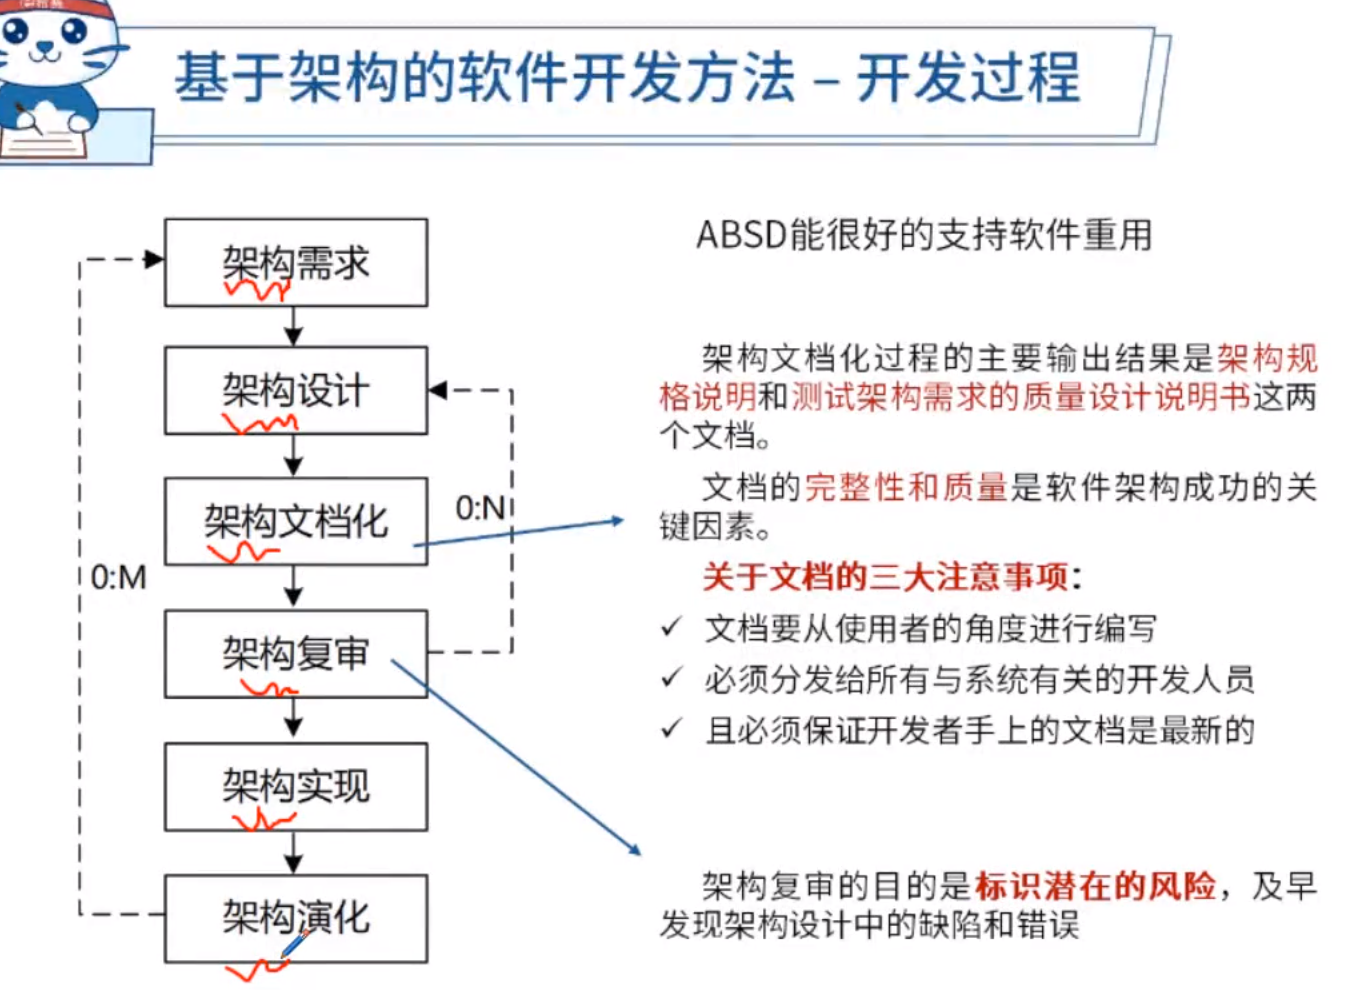 基于架构的软件开发方法 – 开发过程
架构需求
架构设计
架构文档化
0:N
0:M
架构复审
架构实现
架构演化
ABSD能很好的支持软件重用
架构文档化过程的主要输出结果是架构规
格说明和测试架构需求的质量设计说明书这两
个文档。
文档的完整性和质量是软件架构成功的关
键因素。
关于文档的三大注意事项：
✓ 文档要从使用者的角度进行编写
✓ 必须分发给所有与系统有关的开发人员
✓ 且必须保证开发者手上的文档是最新的
架构复审的目的是标识潜在的风险，及早
发现架构设计中的缺陷和错误